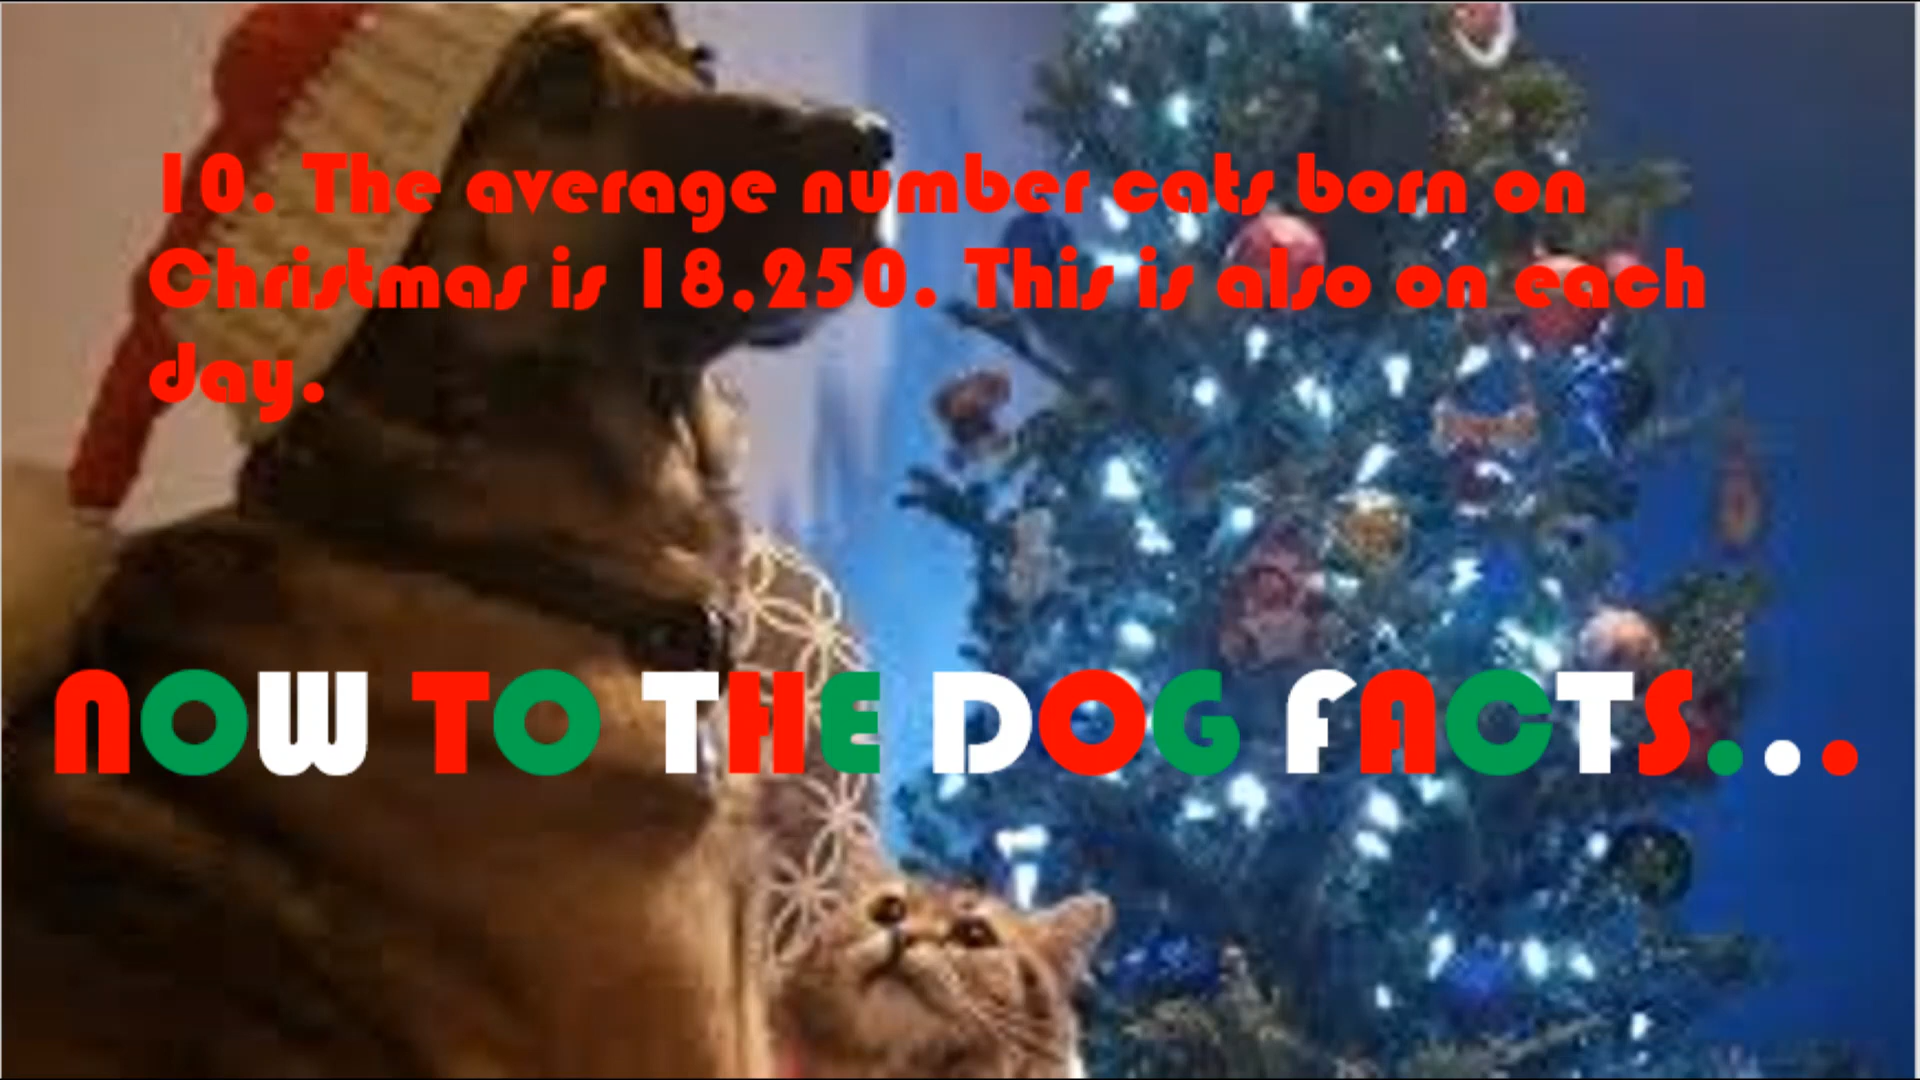 10. The average number cats born on
Christmas is 18,250. This is also on each
day.
NOW TO THE DOG FACTS...